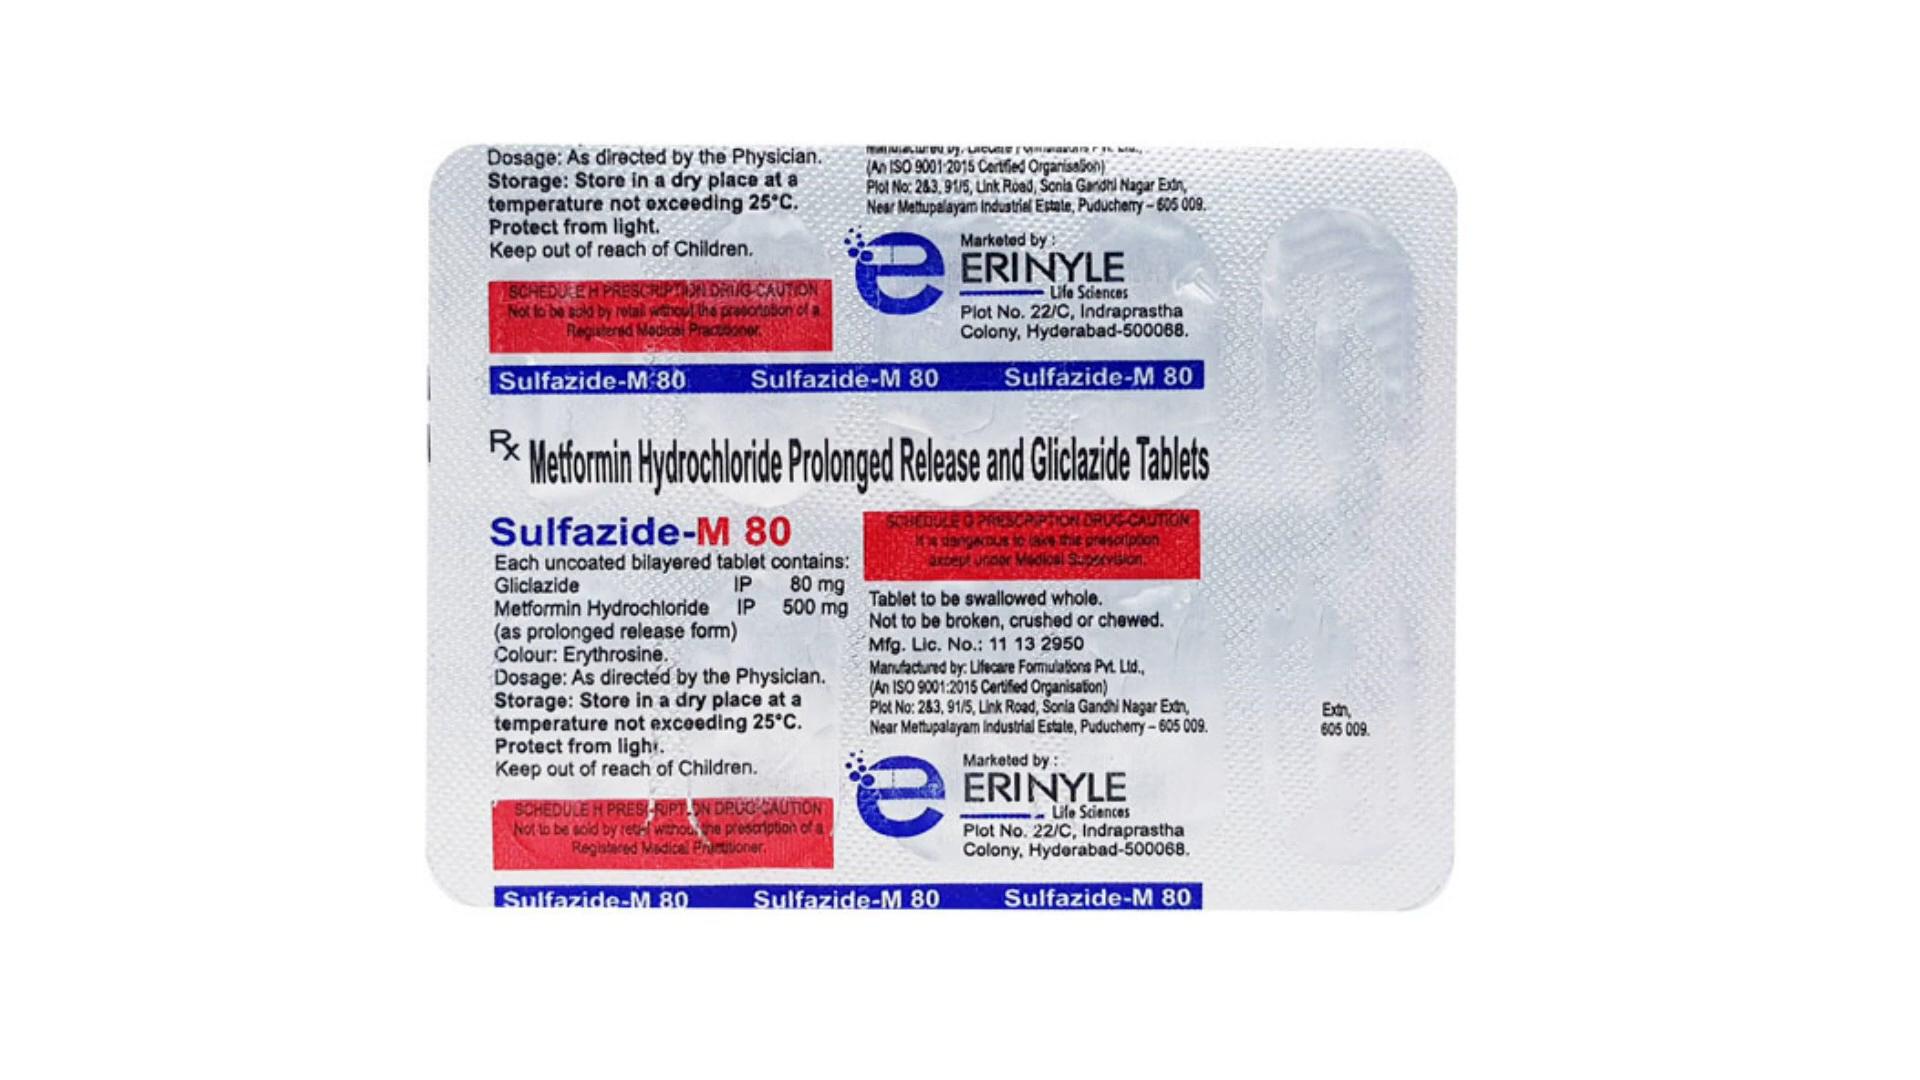 Dosage: As directed by the Physician.
Storage: Store in a dry place at a
temperature not exceeding 25°C.
Protect from light.
Keep out of reach of Children.
SCHEDULE H PRESCRIPTION DRUG-CAUTION
Not to be sold by retail without the prescription of a
Registered Medical Practitioner.
Manufactured by: Lifecare Formulations Pvt. Ltd.,
(An ISO 9001:2015 Certified Organisation)
Plot No: 2&3, 91/5, Link Road, Sonia Gandhi Nagar Extn,
Near Mettupalayam Industrial Estate, Puducherry – 605 009.
e
Marketed by :
ERINYLE
Life Sciences
Plot No. 22/C, Indraprastha
Colony, Hyderabad-500068.
Sulfazide-M 80 Sulfazide-M 80 Sulfazide-M 80
Rx Metformin Hydrochloride Prolonged Release and Gliclazide Tablets
Sulfazide-M 80
Each uncoated bilayered tablet contains:
Gliclazide IP 80 mg
Metformin Hydrochloride IP 500 mg
(as prolonged release form)
Colour: Erythrosine.
Dosage: As directed by the Physician.
Storage: Store in a dry place at a
temperature not exceeding 25°C.
Protect from light.
Keep out of reach of Children.
SCHEDULE H PRESCRIPTION DRUG-CAUTION
Not to be sold by retail without the prescription of a
Registered Medical Practitioner.
SCHEDULE G PRESCRIPTION DRUG-CAUTION
It is dangerous to take this prescription
except under Medical Supervision.
Tablet to be swallowed whole.
Not to be broken, crushed or chewed.
Mfg. Lic. No.: 11 13 2950
Manufactured by: Lifecare Formulations Pvt. Ltd.,
(An ISO 9001:2015 Certified Organisation)
Plot No: 2&3, 91/5, Link Road, Sonia Gandhi Nagar Extn,
Near Mettupalayam Industrial Estate, Puducherry – 605 009.
e
Marketed by :
ERINYLE
Life Sciences
Plot No. 22/C, Indraprastha
Colony, Hyderabad-500068.
Extn,
605 009.
Sulfazide-M 80 Sulfazide-M 80 Sulfazide-M 80